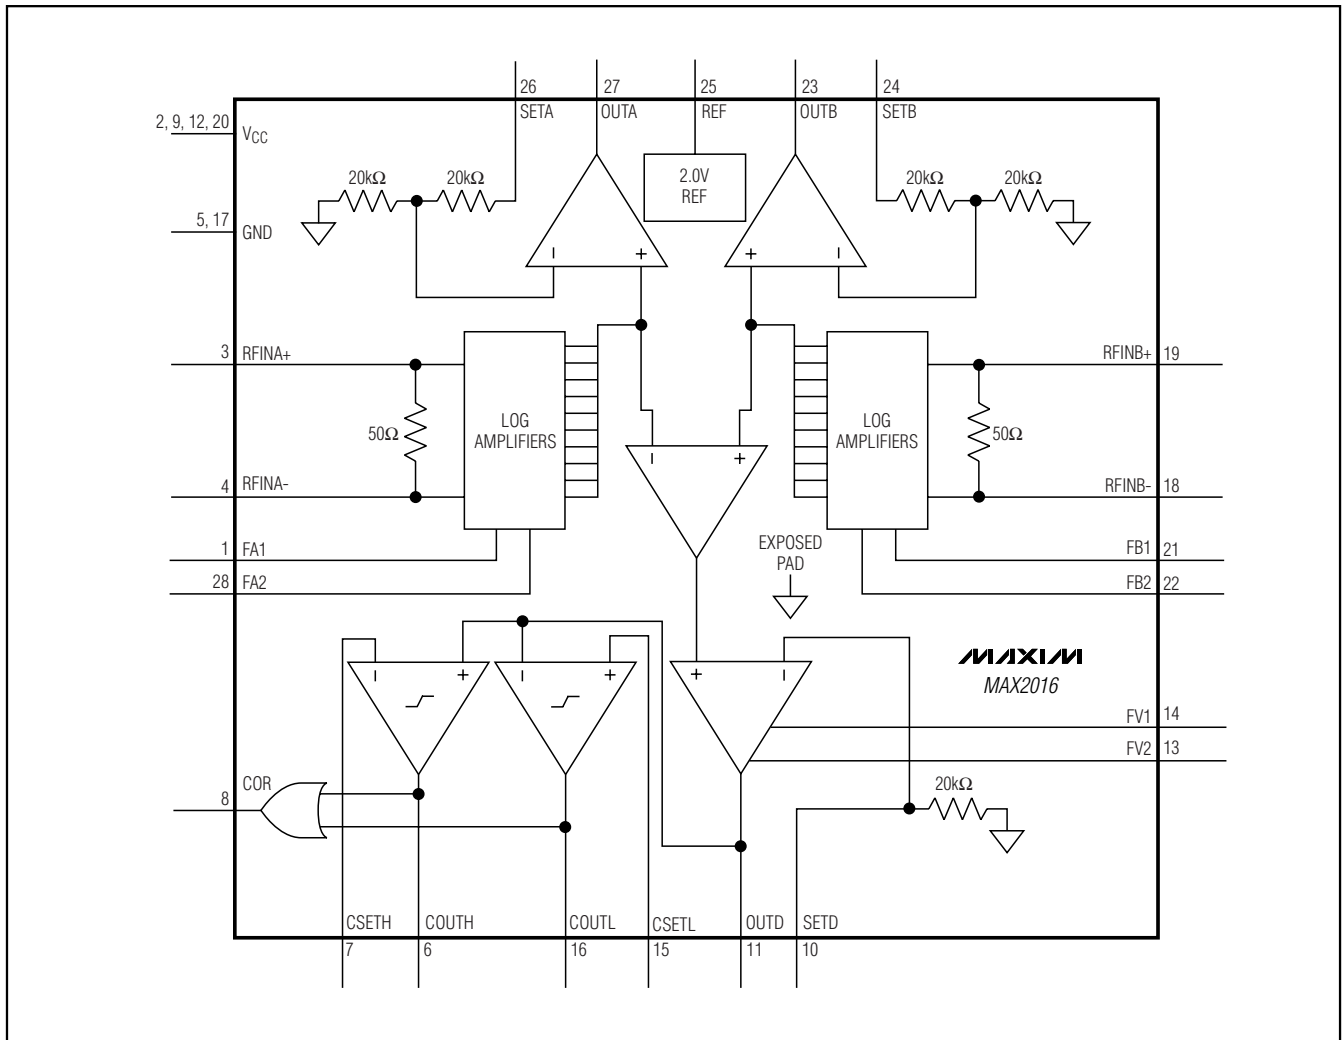 26 27 25 23 24
SETA OUTA REF OUTB SETB
2, 9, 12, 20 VCC
20kΩ 20kΩ
2.0V
REF
20kΩ 20kΩ
5, 17 GND
− + + −
3 RFINA+
RFINB+ 19
50Ω
LOG
AMPLIFIERS
LOG
AMPLIFIERS
50Ω
− +
4 RFINA-
RFINB- 18
1 FA1
EXPOSED
PAD
FB1 21
28 FA2
FB2 22
− + − + + −
MAXIM
MAX2016
FV1 14
FV2 13
8 COR
20kΩ
CSETH COUTH COUTL CSETL OUTD SETD
7 6 16 15 11 10